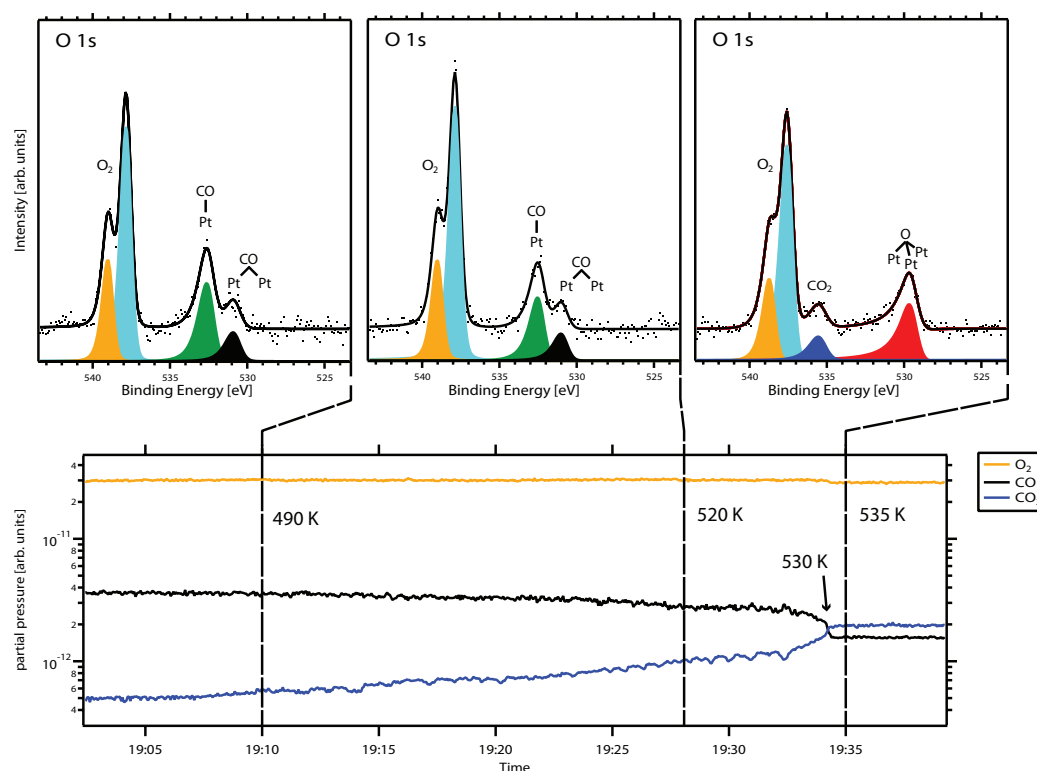 O 1s
O 1s
O 1s
Intensity [arb. units]
O₂
CO
Pt
CO
Pt Pt
O₂
CO
Pt
CO
Pt Pt
O₂
CO₂
O
Pt Pt
Pt
540 535 530 525
540 535 530 525
540 535 530 525
Binding Energy [eV]
Binding Energy [eV]
Binding Energy [eV]
partial pressure [arb. units]
4
2
10⁻¹¹
8
6
4
2
10⁻¹²
8
6
4
490 K
520 K
535 K
530 K
O₂
CO
CO
19:05 19:10 19:15 19:20 19:25 19:30 19:35
Time